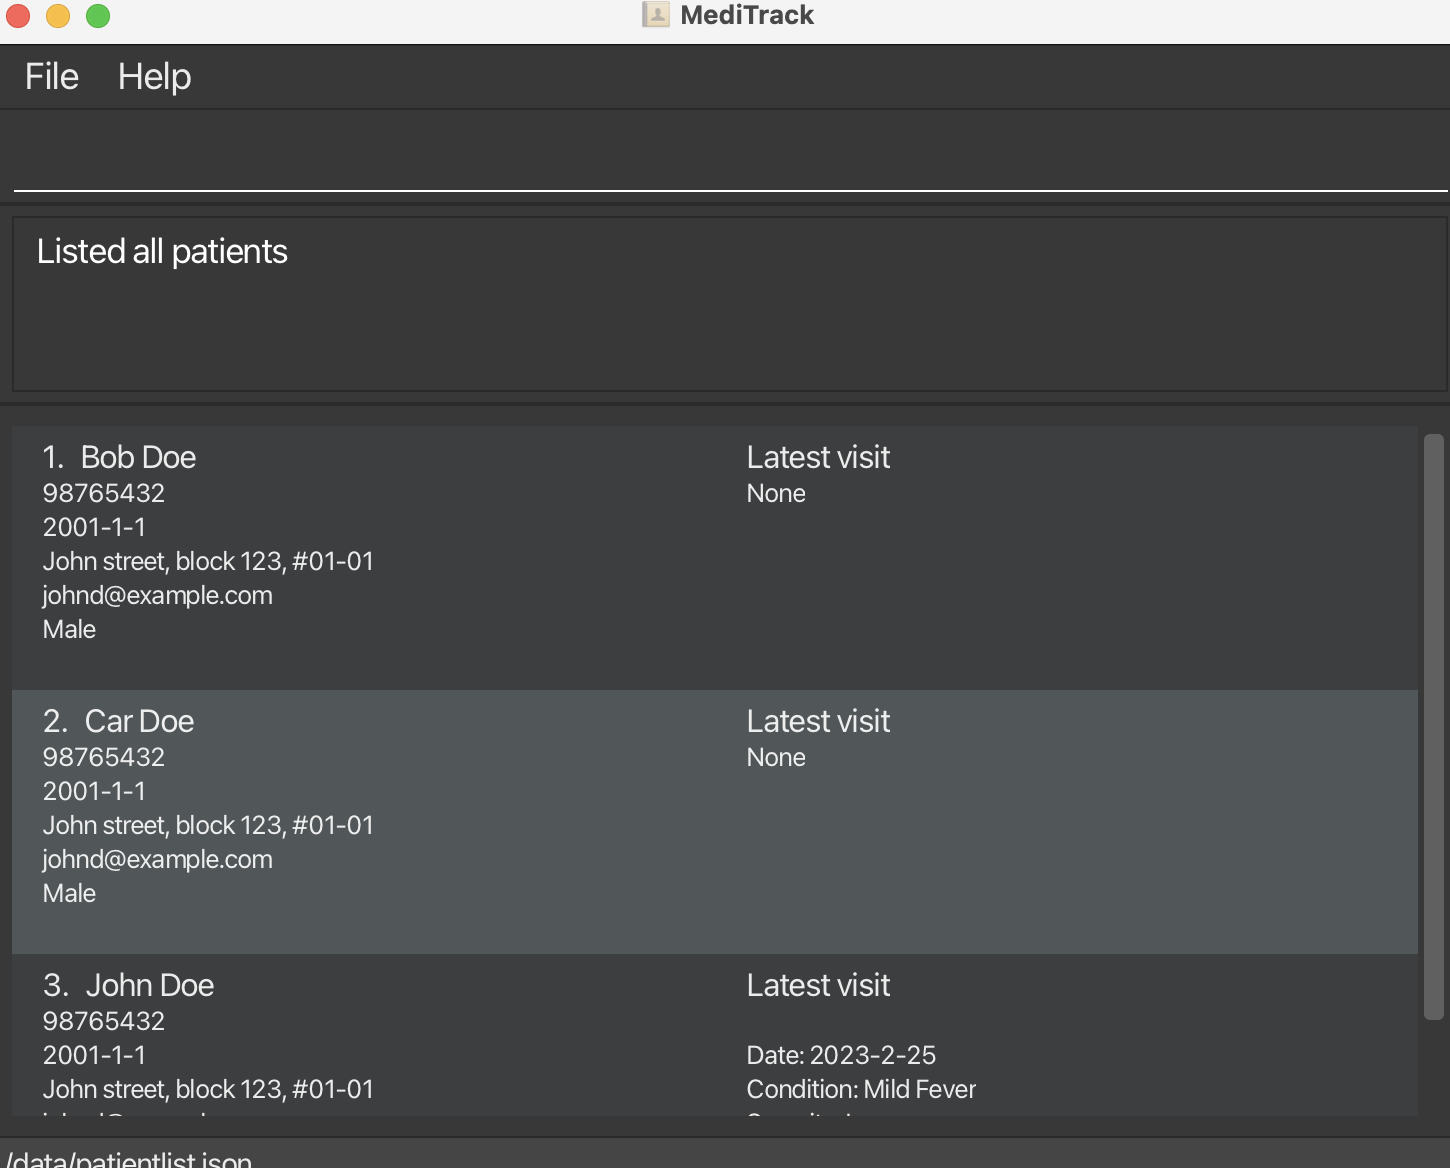 MediTrack
File Help
Listed all patients
1. Bob Doe
98765432
2001-1-1
John street, block 123, #01-01
johnd@example.com
Male
Latest visit
None
2. Car Doe
98765432
2001-1-1
John street, block 123, #01-01
johnd@example.com
Male
Latest visit
None
3. John Doe
98765432
2001-1-1
John street, block 123, #01-01
Latest visit
Date: 2023-2-25
Condition: Mild Fever
/data/patientlist.json